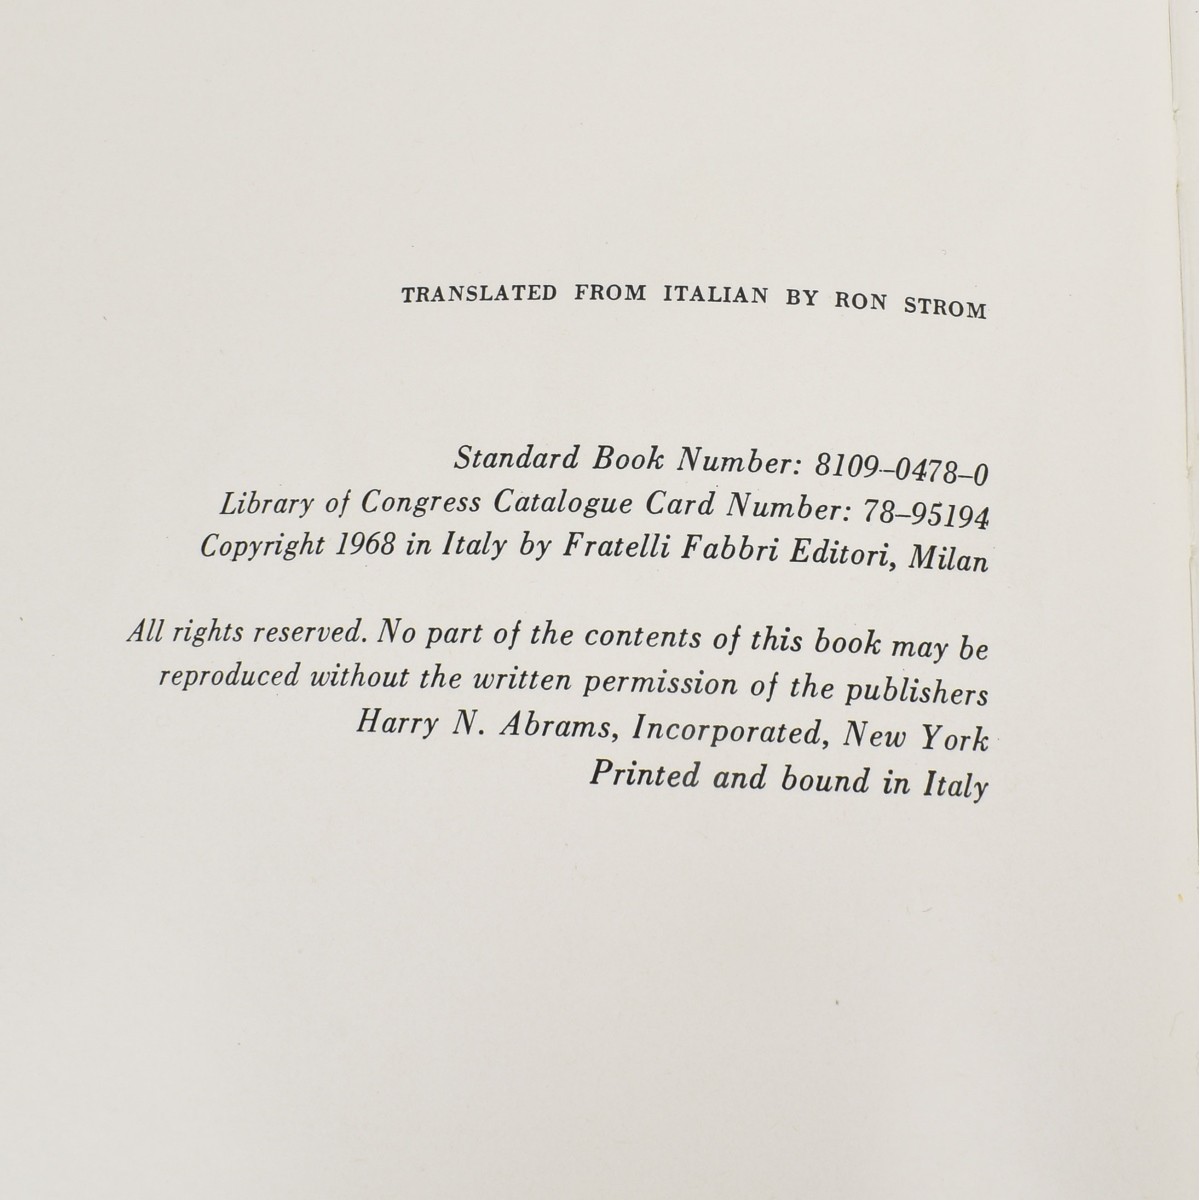 TRANSLATED FROM ITALIAN BY RON STROM
Standard Book Number: 8109–0478–0
Library of Congress Catalogue Card Number: 78–95194
Copyright 1968 in Italy by Fratelli Fabbri Editori, Milan
All rights reserved. No part of the contents of this book may be
reproduced without the written permission of the publishers
Harry N. Abrams, Incorporated, New York
Printed and bound in Italy